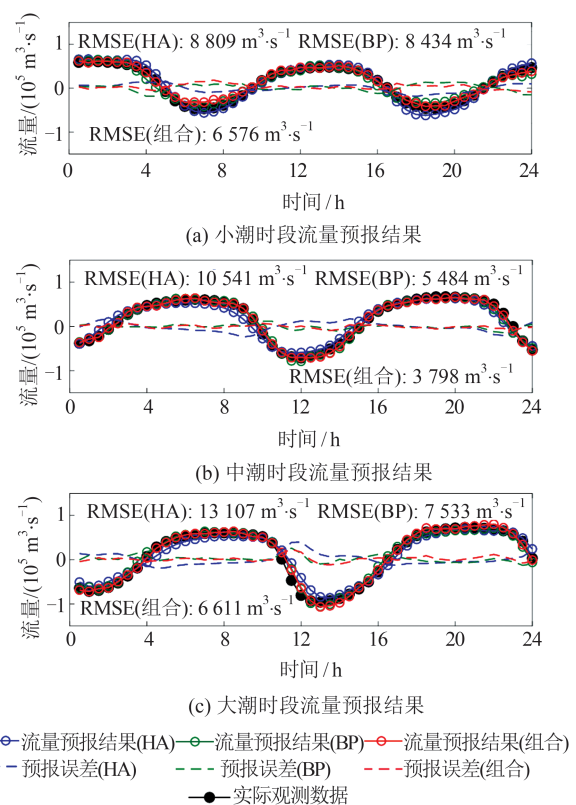 RMSE(HA): 8 809 m³·s⁻¹ RMSE(BP): 8 434 m³·s⁻¹
流量/(10⁵ m³·s⁻¹)
1
0
−1
RMSE(组合): 6 576 m³·s⁻¹
0 4 8 12 16 20 24
时间/h
(a) 小潮时段流量预报结果
RMSE(HA): 10 541 m³·s⁻¹ RMSE(BP): 5 484 m³·s⁻¹
流量/(10⁵ m³·s⁻¹)
1
0
−1
RMSE(组合): 3 798 m³·s⁻¹
4 8 12 16 20 24
时间/h
(b) 中潮时段流量预报结果
RMSE(HA): 13 107 m³·s⁻¹ RMSE(BP): 7 533 m³·s⁻¹
流量/(10⁵ m³·s⁻¹)
1
0
−1
RMSE(组合): 6 611 m³·s⁻¹
0 4 8 12 16 20 24
时间/h
(c) 大潮时段流量预报结果
流量预报结果(HA) 流量预报结果(BP) 流量预报结果(组合)
预报误差(HA) 预报误差(BP) 预报误差(组合)
实际观测数据